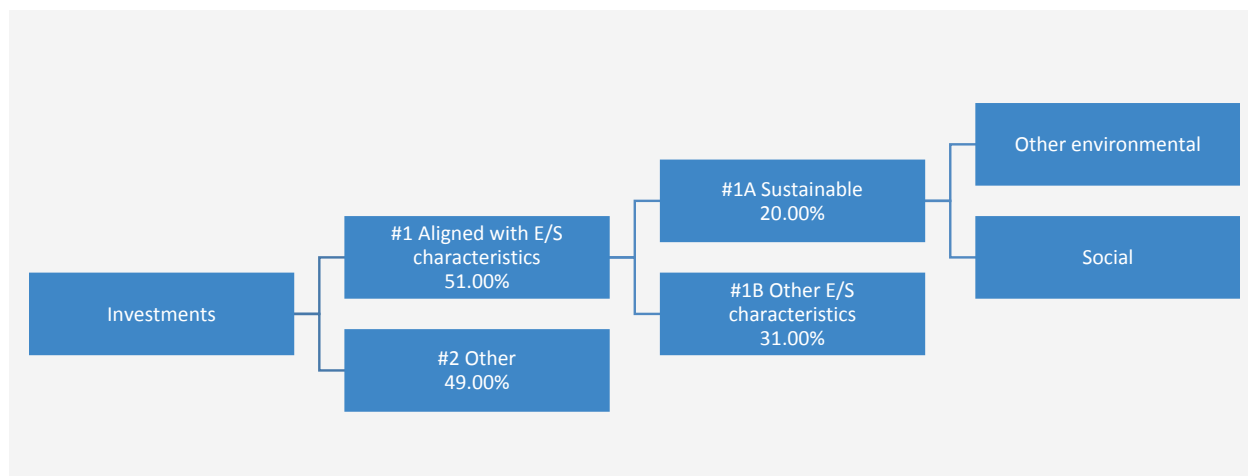 Investments
#1 Aligned with E/S
characteristics
51.00%
#2 Other
49.00%
#1A Sustainable
20.00%
#1B Other E/S
characteristics
31.00%
Other environmental
Social